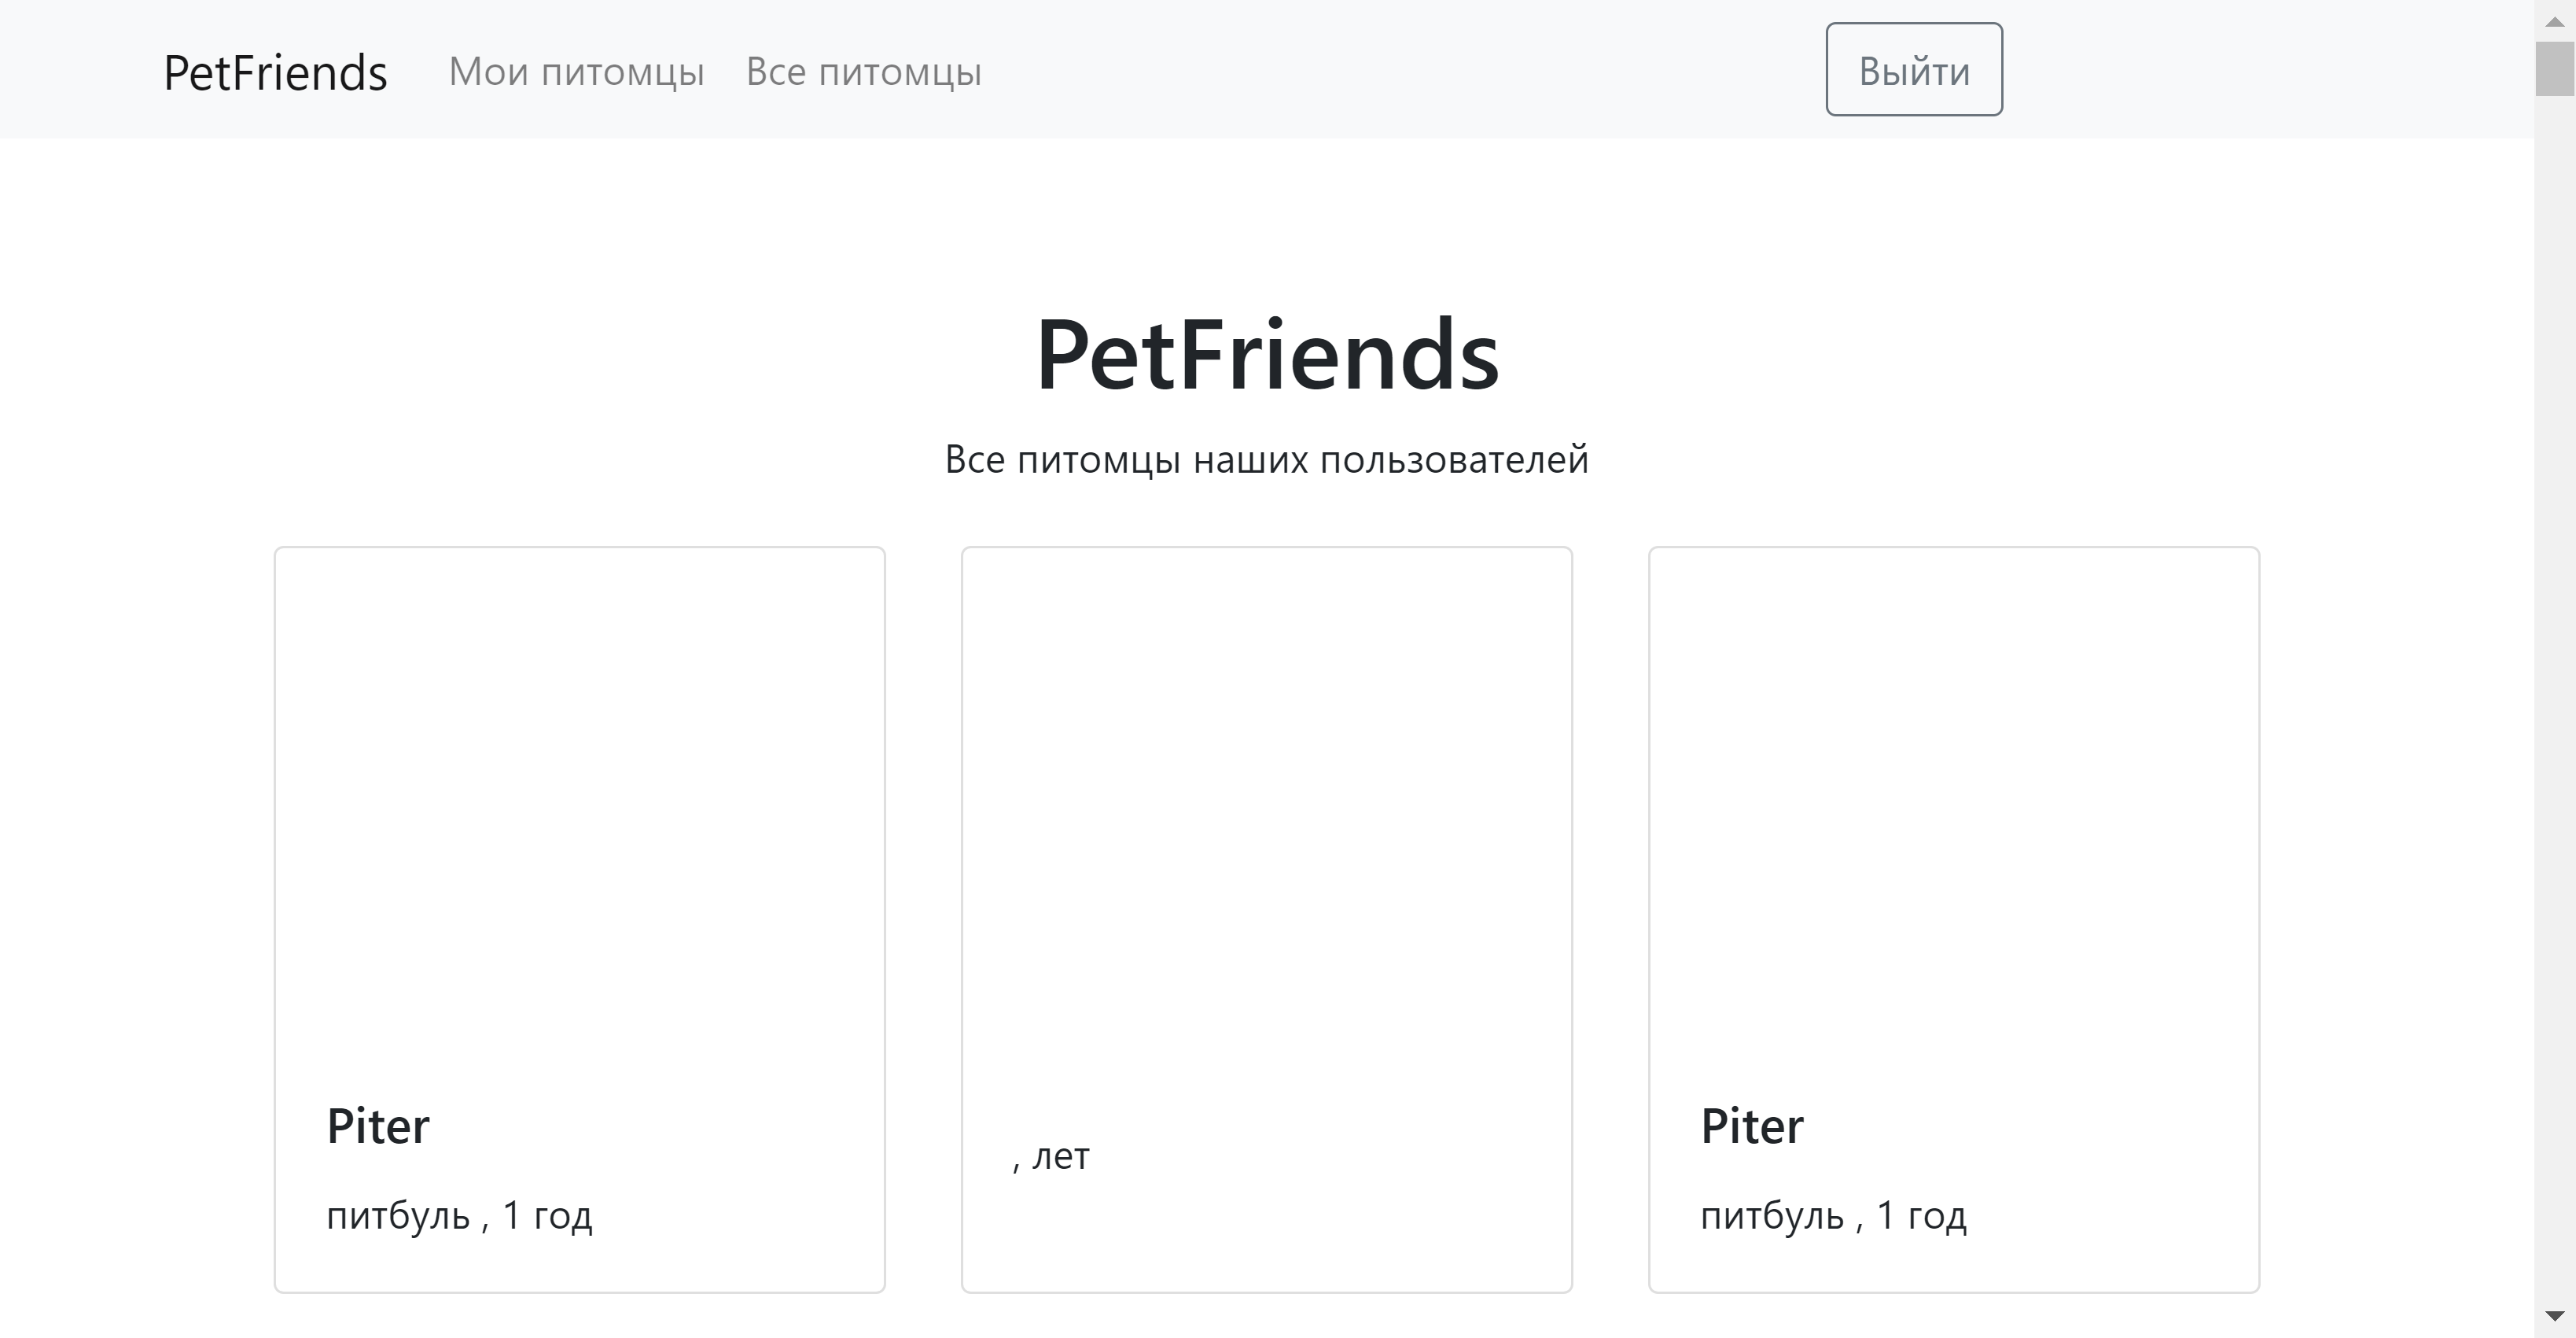 PetFriends Мои питомцы Все питомцы Выйти
PetFriends
Все питомцы наших пользователей
Piter
питбуль , 1 год
, лет
Piter
питбуль , 1 год